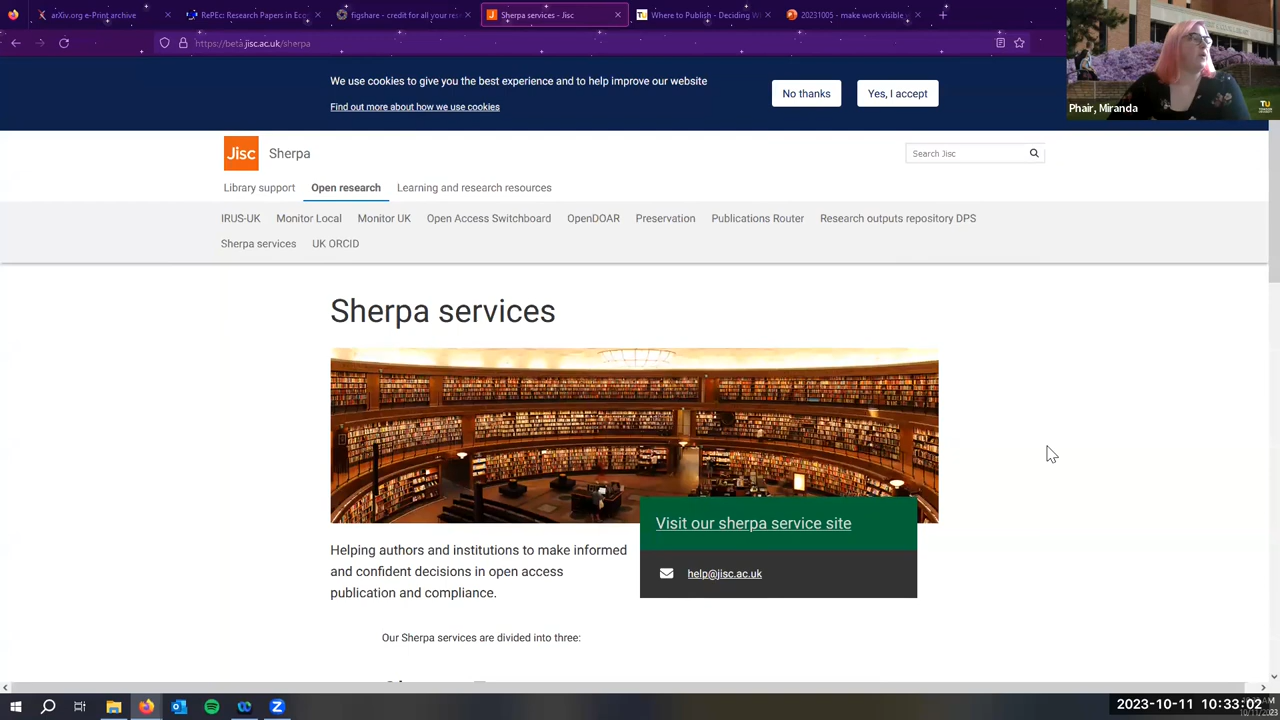 arXiv.org e-Print archive
RePEc: Research Papers in Eco
figshare - credit for all your res
Sherpa services - Jisc
Where to Publish - Deciding W
20231005 - make work visible
https://beta.jisc.ac.uk/sherpa
Phair, Miranda
TU
We use cookies to give you the best experience and to help improve our website
Find out more about how we use cookies
No thanks
Yes, I accept
Jisc
Sherpa
Search Jisc
Library support
Open research
Learning and research resources
IRUS-UK
Monitor Local
Monitor UK
Open Access Switchboard
OpenDOAR
Preservation
Publications Router
Research outputs repository DPS
Sherpa services
UK ORCID
Sherpa services
Visit our sherpa service site
help@jisc.ac.uk
Helping authors and institutions to make informed
and confident decisions in open access
publication and compliance.
Our Sherpa services are divided into three:
2023-10-11 10:33:02